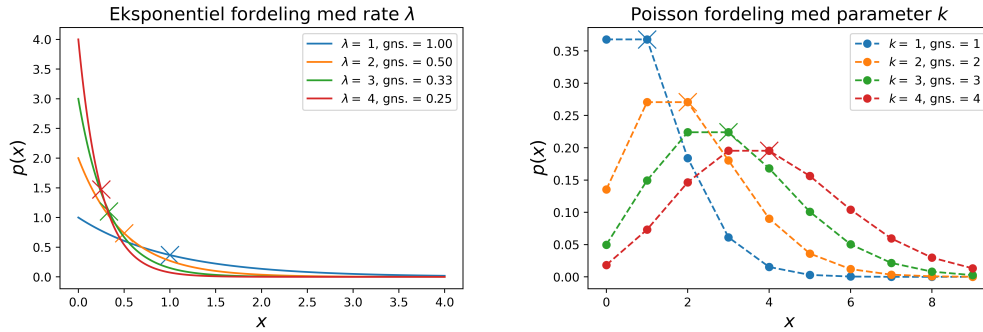 Eksponentiel fordeling med rate λ
4.0
3.5
3.0
2.5
2.0
1.5
1.0
0.5
0.0
p(x)
0.0 0.5 1.0 1.5 2.0 2.5 3.0 3.5 4.0
x
λ = 1, gns. = 1.00
λ = 2, gns. = 0.50
λ = 3, gns. = 0.33
λ = 4, gns. = 0.25
Poisson fordeling med parameter k
0.35
0.30
0.25
0.20
0.15
0.10
0.05
0.00
p(x)
0 2 4 6 8
x
k = 1, gns. = 1
k = 2, gns. = 2
k = 3, gns. = 3
k = 4, gns. = 4